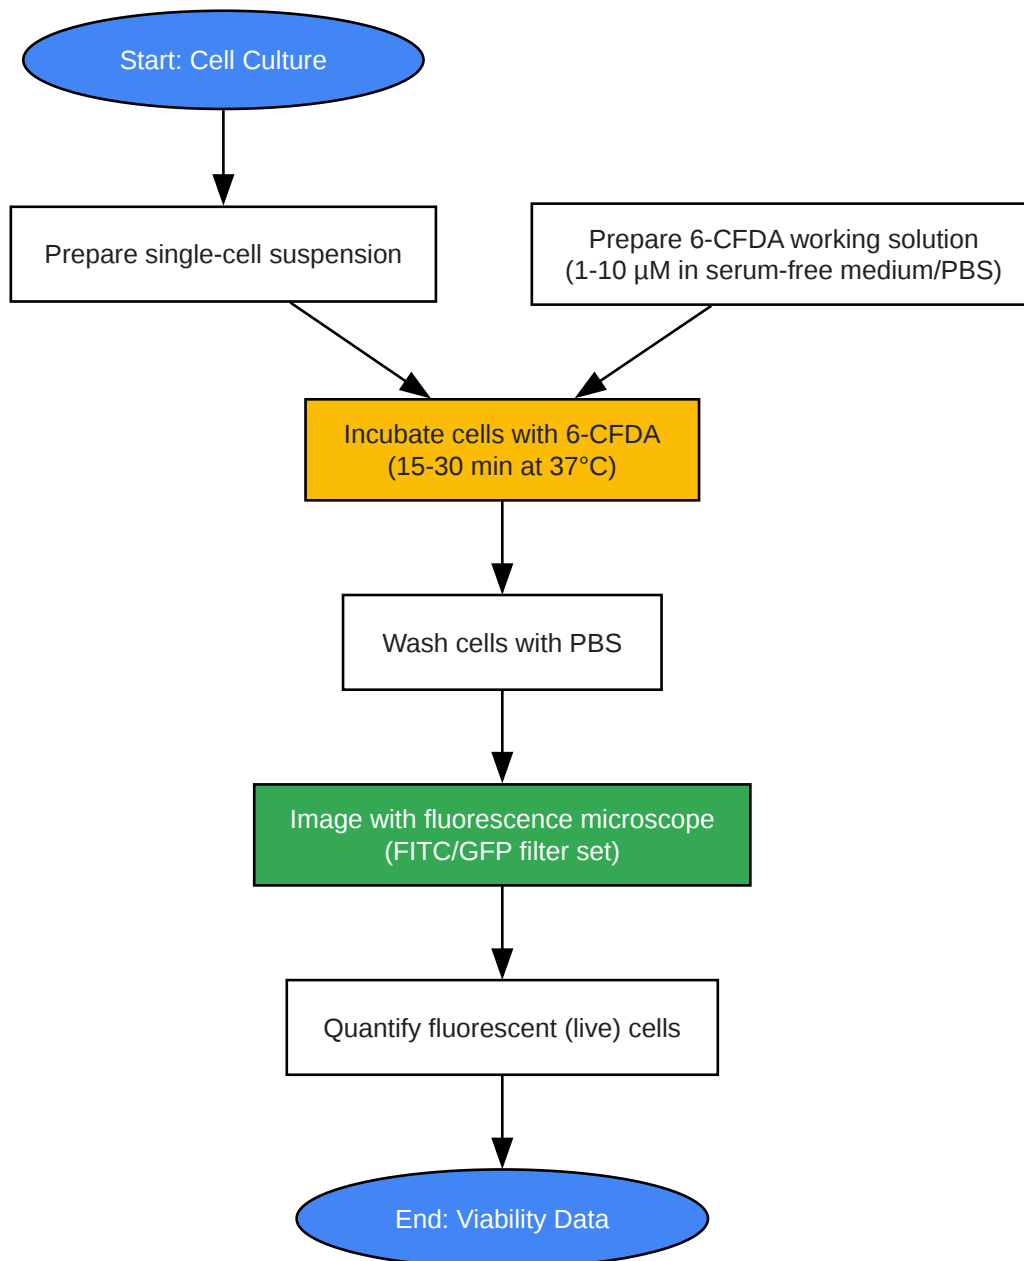 Start: Cell Culture
Prepare single-cell suspension
Prepare 6-CFDA working solution
(1-10 µM in serum-free medium/PBS)
Incubate cells with 6-CFDA
(15-30 min at 37°C)
Wash cells with PBS
Image with fluorescence microscope
(FITC/GFP filter set)
Quantify fluorescent (live) cells
End: Viability Data